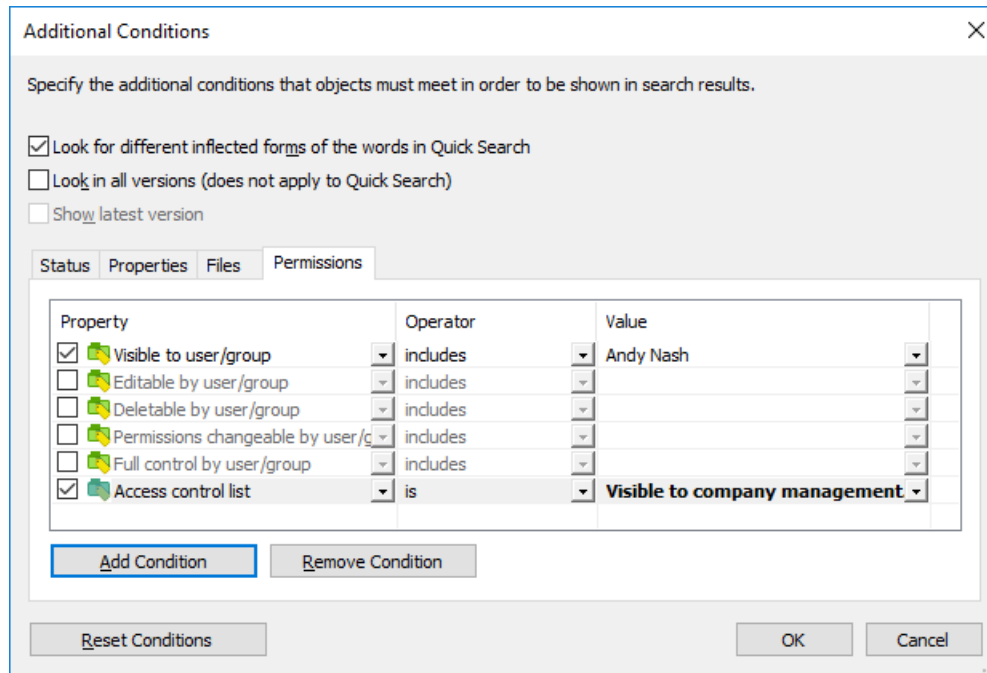 Additional Conditions
Specify the additional conditions that objects must meet in order to be shown in search results.
Look for different inflected forms of the words in Quick Search
Look in all versions (does not apply to Quick Search)
Show latest version
Status Properties Files Permissions
Property Operator Value
Visible to user/group includes Andy Nash
Editable by user/group includes
Deletable by user/group includes
Permissions changeable by user/g includes
Full control by user/group includes
Access control list is Visible to company management
Add Condition Remove Condition
Reset Conditions OK Cancel